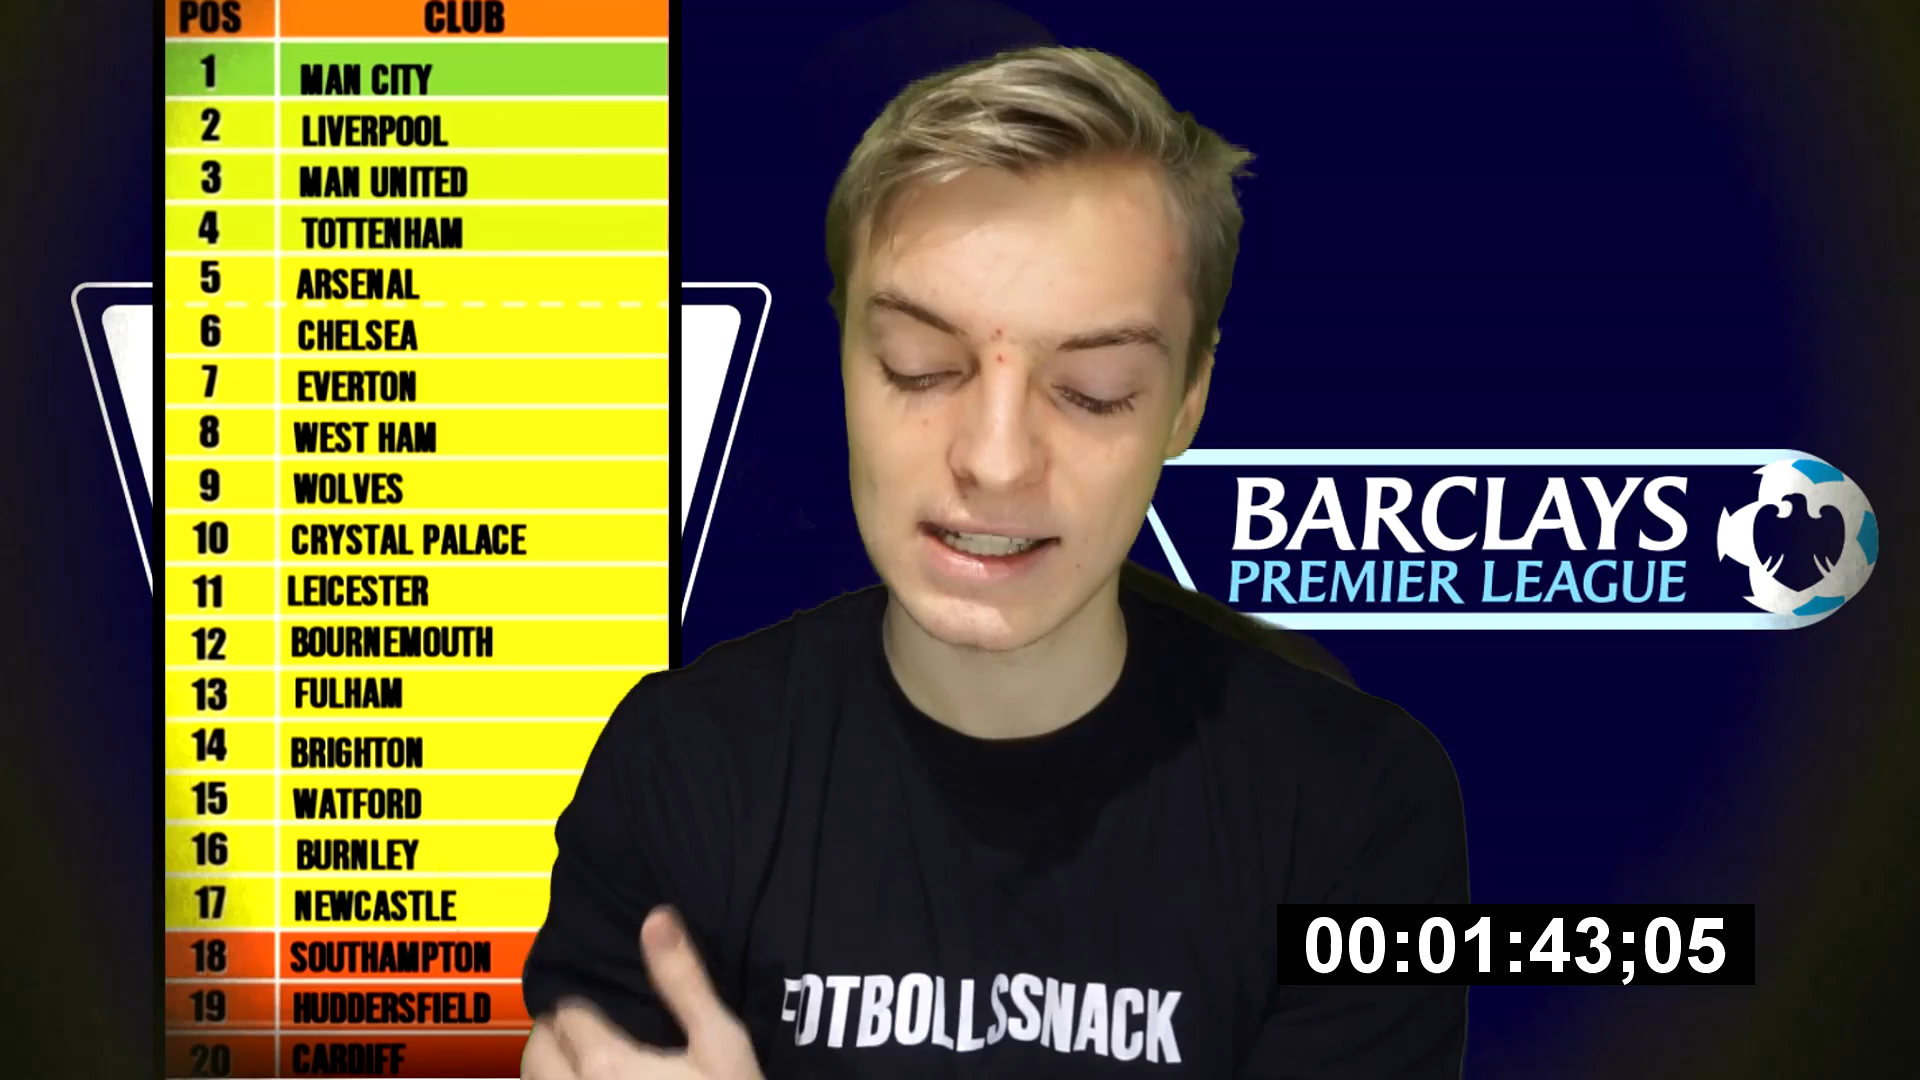 POS CLUB
1 MAN CITY
2 LIVERPOOL
3 MAN UNITED
4 TOTTENHAM
5 ARSENAL
6 CHELSEA
7 EVERTON
8 WEST HAM
9 WOLVES
10 CRYSTAL PALACE
11 LEICESTER
12 BOURNEMOUTH
13 FULHAM
14 BRIGHTON
15 WATFORD
16 BURNLEY
17 NEWCASTLE
18 SOUTHAMPTON
19 HUDDERSFIELD
20 CARDIFF
BARCLAYS
PREMIER LEAGUE
00:01:43;05
FOTBOLLSSNACK